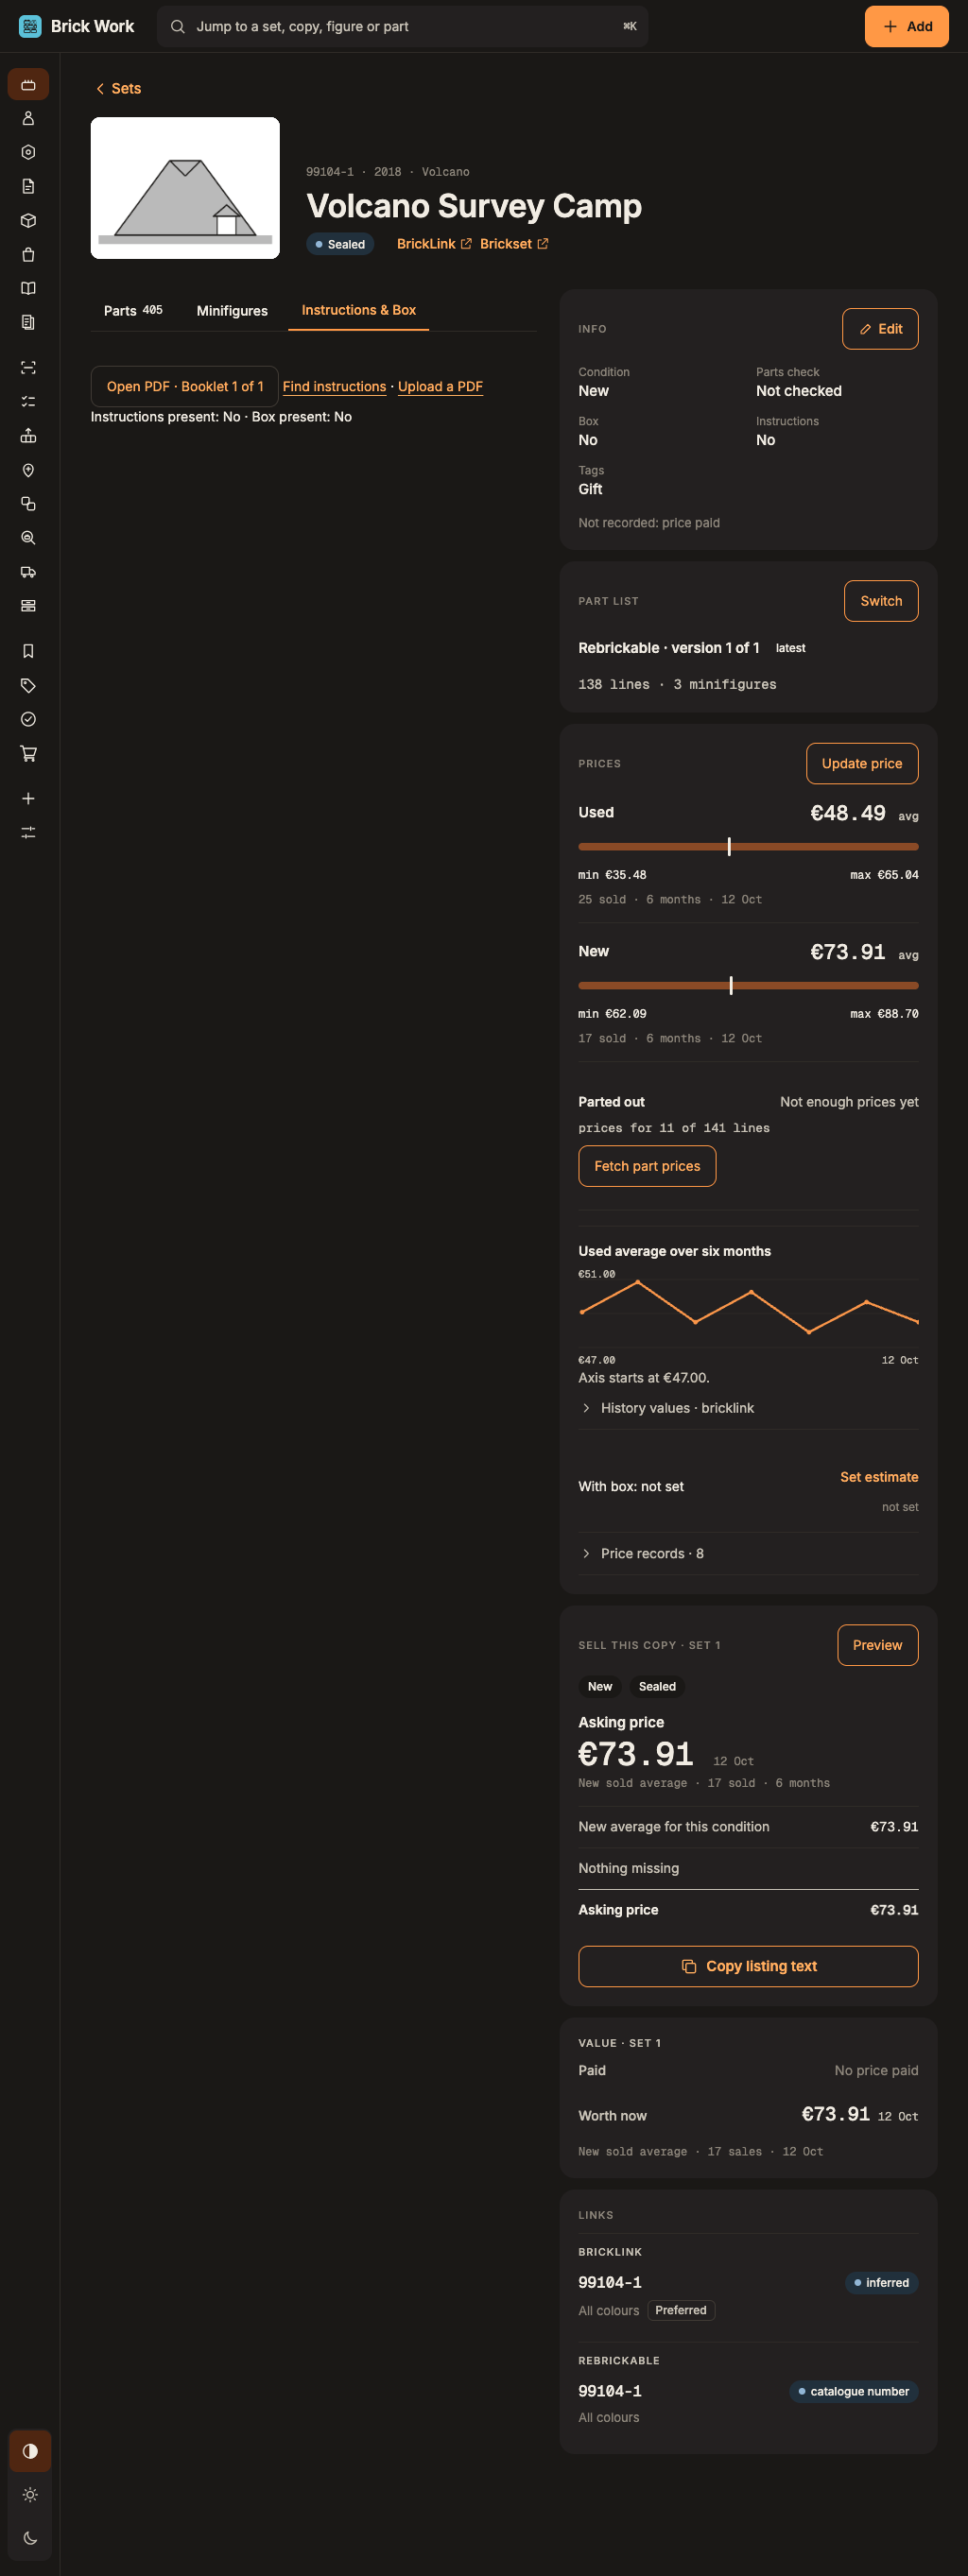 Brick Work
Jump to a set, copy, figure or part
⌘K
Add
Sets
99104-1 · 2018 · Volcano
Volcano Survey Camp
Sealed
BrickLink
Brickset
Parts 405
Minifigures
Instructions & Box
Open PDF · Booklet 1 of 1
Find instructions · Upload a PDF
Instructions present: No · Box present: No
INFO
Edit
Condition
New
Parts check
Not checked
Box
No
Instructions
No
Tags
Gift
Not recorded: price paid
PART LIST
Switch
Rebrickable · version 1 of 1 latest
138 lines · 3 minifigures
PRICES
Update price
Used
€48.49 avg
min €35.48
max €65.04
25 sold · 6 months · 12 Oct
New
€73.91 avg
min €62.09
max €88.70
17 sold · 6 months · 12 Oct
Parted out
Not enough prices yet
prices for 11 of 141 lines
Fetch part prices
Used average over six months
€51.00
€47.00
12 Oct
Axis starts at €47.00.
History values · bricklink
With box: not set
Set estimate
not set
Price records · 8
SELL THIS COPY · SET 1
Preview
New
Sealed
Asking price
€73.91 12 Oct
New sold average · 17 sold · 6 months
New average for this condition
€73.91
Nothing missing
Asking price
€73.91
Copy listing text
VALUE · SET 1
Paid
No price paid
Worth now
€73.91 12 Oct
New sold average · 17 sales · 12 Oct
LINKS
BRICKLINK
99104-1
inferred
All colours Preferred
REBRICKABLE
99104-1
catalogue number
All colours